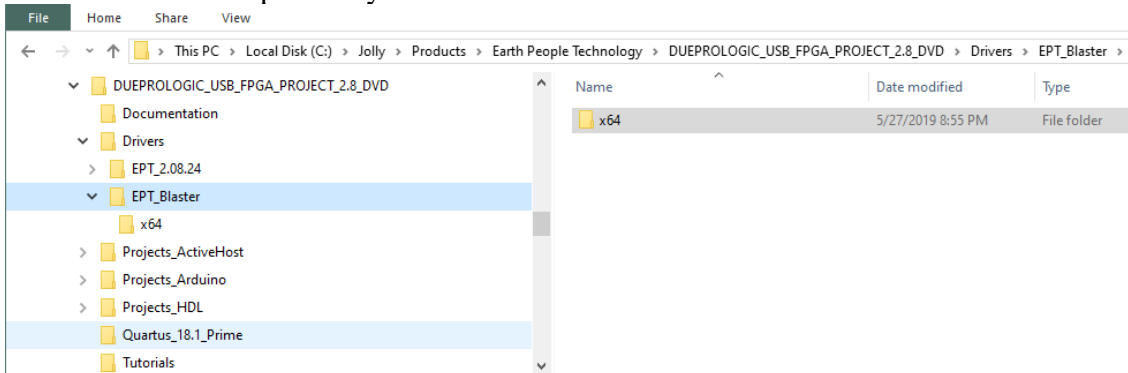 File Home Share View
This PC > Local Disk (C:) > Jolly > Products > Earth People Technology > DUEPROLOGIC_USB_FPGA_PROJECT_2.8_DVD > Drivers > EPT_Blaster >
DUEPROLOGIC_USB_FPGA_PROJECT_2.8_DVD
Documentation
Drivers
EPT_2.08.24
EPT_Blaster
x64
Projects_ActiveHost
Projects_Arduino
Projects_HDL
Quartus_18.1_Prime
Tutorials
Name Date modified Type
x64 5/27/2019 8:55 PM File folder